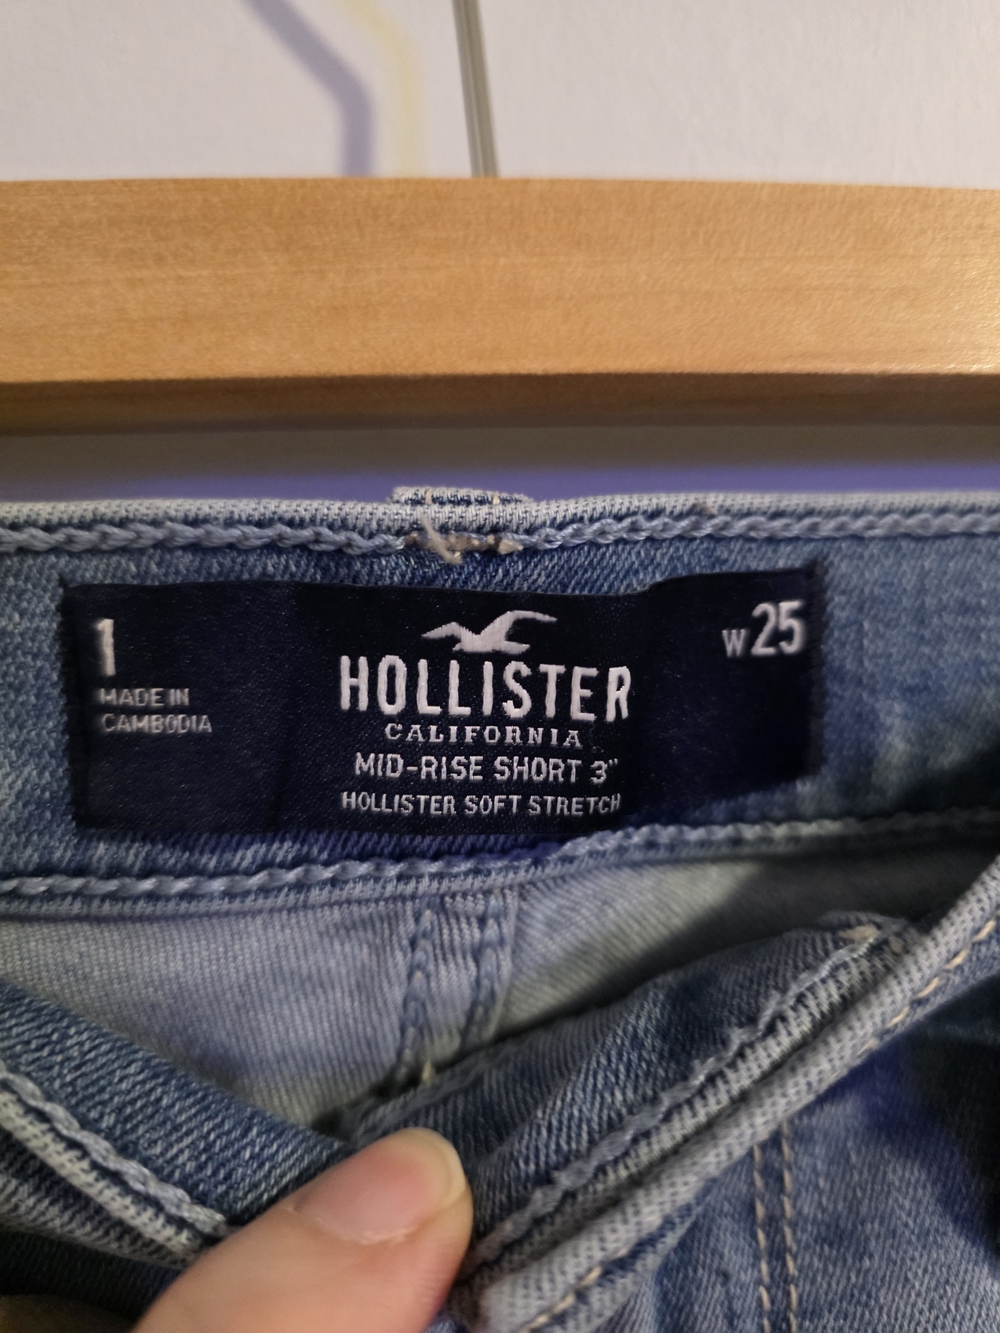 1
MADE IN
CAMBODIA
HOLLISTER
CALIFORNIA
MID-RISE SHORT 3"
HOLLISTER SOFT STRETCH
W25